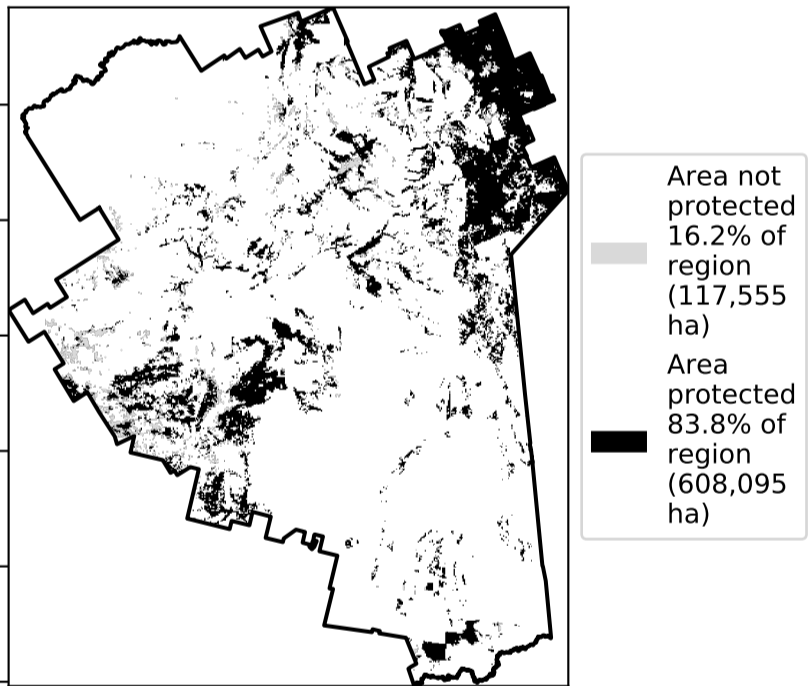 Area not
protected
16.2% of
region
(117,555
ha)
Area
protected
83.8% of
region
(608,095
ha)